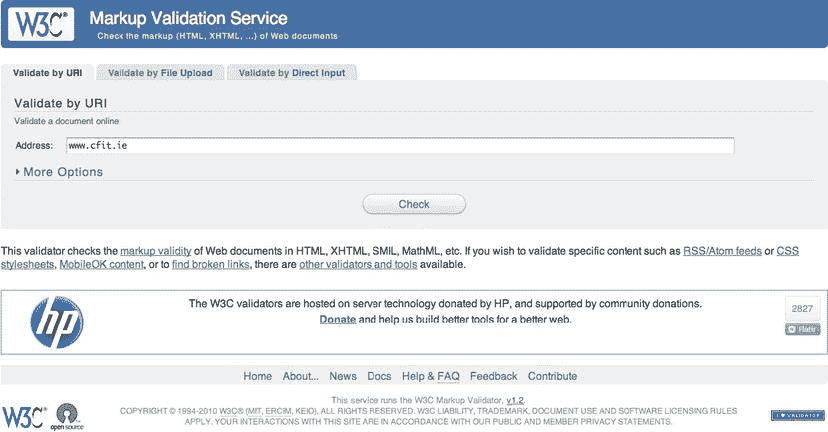 W3C® Markup Validation Service
Check the markup (HTML, XHTML, ...) of Web documents
Validate by URI Validate by File Upload Validate by Direct Input
Validate by URI
Validate a document online:
Address: www.cfit.ie
More Options
Check
This validator checks the markup validity of Web documents in HTML, XHTML, SMIL, MathML, etc. If you wish to validate specific content such as RSS/Atom feeds or CSS
stylesheets, MobileOK content, or to find broken links, there are other validators and tools available.
hp
The W3C validators are hosted on server technology donated by HP, and supported by community donations.
Donate and help us build better tools for a better web.
2827
Flattr
Home About... News Docs Help & FAQ Feedback Contribute
W3C® open source
This service runs the W3C Markup Validator, v1.2.
COPYRIGHT © 1994-2010 W3C® (MIT, ERCIM, KEIO), ALL RIGHTS RESERVED. W3C LIABILITY, TRADEMARK, DOCUMENT USE AND SOFTWARE LICENSING RULES
APPLY. YOUR INTERACTIONS WITH THIS SITE ARE IN ACCORDANCE WITH OUR PUBLIC AND MEMBER PRIVACY STATEMENTS.
I ♥ VALIDATOR